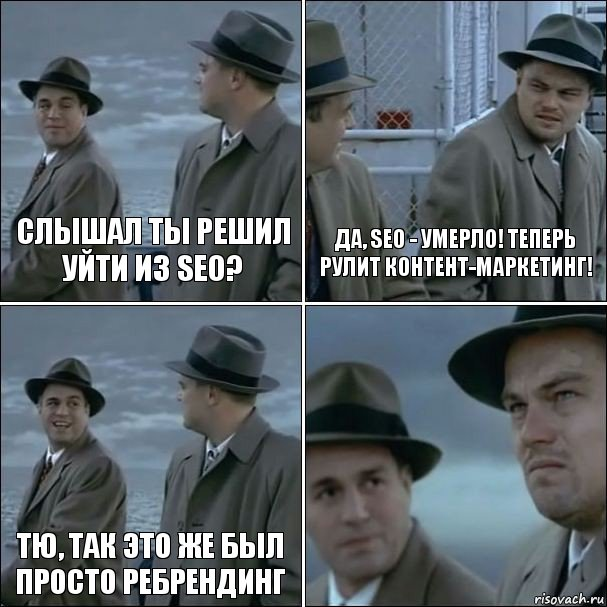 СЛЫШАЛ ТЫ РЕШИЛ
УЙТИ ИЗ SEO?
ДА, SEO - УМЕРЛО! ТЕПЕРЬ
РУЛИТ КОНТЕНТ-МАРКЕТИНГ!
ТЮ, ТАК ЭТО ЖЕ БЫЛ
ПРОСТО РЕБРЕНДИНГ
risovach.ru